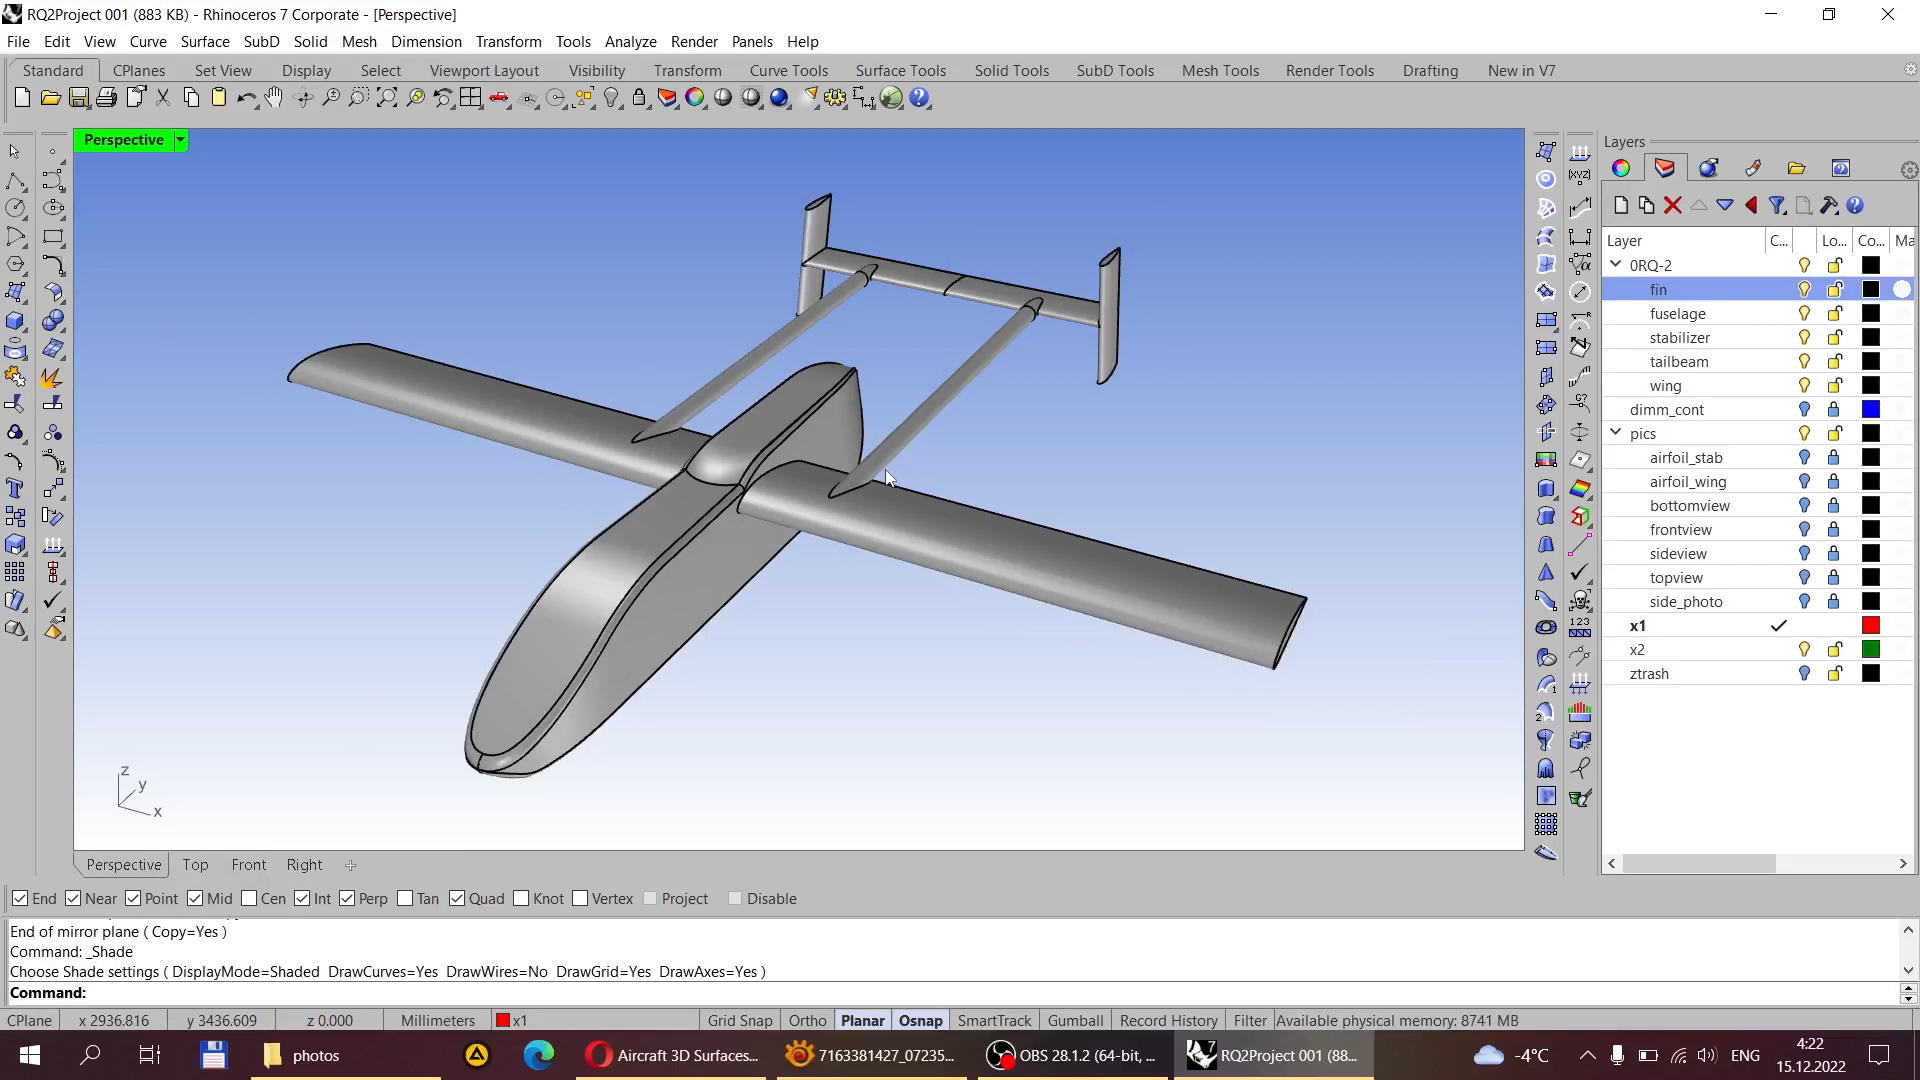 RQ2Project 001 (883 KB) - Rhinoceros 7 Corporate - [Perspective]
File Edit View Curve Surface SubD Solid Mesh Dimension Transform Tools Analyze Render Panels Help
Standard CPlanes Set View Display Select Viewport Layout Visibility Transform Curve Tools Surface Tools Solid Tools SubD Tools Mesh Tools Render Tools Drafting New in V7
Perspective
Layers
Layer C... Lo... Co... Ma
0RQ-2
fin
fuselage
stabilizer
tailbeam
wing
dimm_cont
pics
airfoil_stab
airfoil_wing
bottomview
frontview
sideview
topview
side_photo
x1
x2
ztrash
z
y
x
Perspective Top Front Right
End Near Point Mid Cen Int Perp Tan Quad Knot Vertex Project Disable
End of mirror plane ( Copy=Yes )
Command: _Shade
Choose Shade settings ( DisplayMode=Shaded DrawCurves=Yes DrawWires=No DrawGrid=Yes DrawAxes=Yes )
Command:
CPlane x 2936.816 y 3436.609 z 0.000 Millimeters x1 Grid Snap Ortho Planar Osnap SmartTrack Gumball Record History Filter Available physical memory: 8741 MB
photos Aircraft 3D Surfaces... 7163381427_07235... OBS 28.1.2 (64-bit, ... RQ2Project 001 (88... -4°C ENG 4:22
15.12.2022